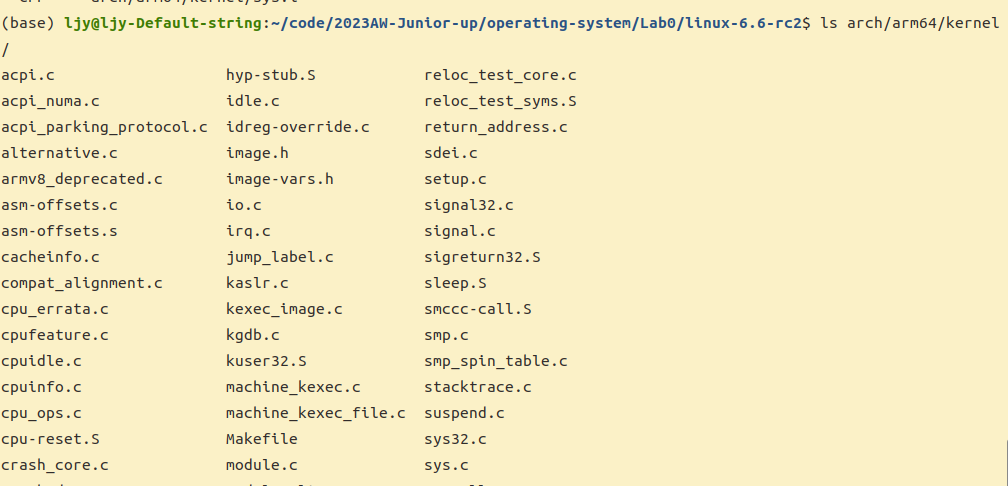 (base) ljy@ljy-Default-string:~/code/2023AW-Junior-up/operating-system/Lab0/linux-6.6-rc2$ ls arch/arm64/kernel
/
acpi.c hyp-stub.S reloc_test_core.c
acpi_numa.c idle.c reloc_test_syms.S
acpi_parking_protocol.c idreg-override.c return_address.c
alternative.c image.h sdei.c
armv8_deprecated.c image-vars.h setup.c
asm-offsets.c io.c signal32.c
asm-offsets.s irq.c signal.c
cacheinfo.c jump_label.c sigreturn32.S
compat_alignment.c kaslr.c sleep.S
cpu_errata.c kexec_image.c smccc-call.S
cpufeature.c kgdb.c smp.c
cpuidle.c kuser32.S smp_spin_table.c
cpuinfo.c machine_kexec.c stacktrace.c
cpu_ops.c machine_kexec_file.c suspend.c
cpu-reset.S Makefile sys32.c
crash_core.c module.c sys.c